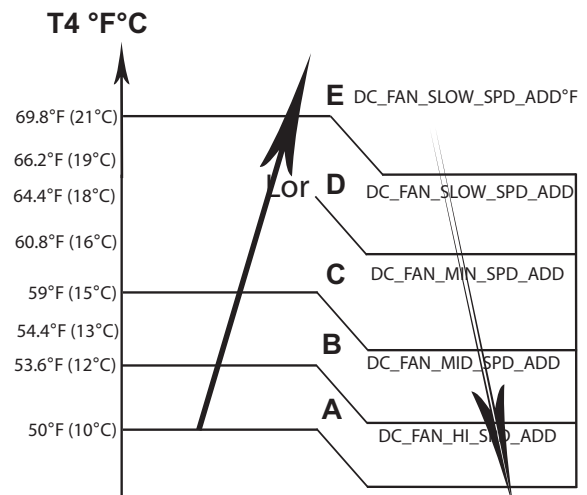 T4 °F°C
E DC_FAN_SLOW_SPD_ADD°F
69.8°F (21°C)
66.2°F (19°C)
Lor D DC_FAN_SLOW_SPD_ADD
64.4°F (18°C)
60.8°F (16°C)
C DC_FAN_MIN_SPD_ADD
59°F (15°C)
54.4°F (13°C)
B DC_FAN_MID_SPD_ADD
53.6°F (12°C)
A DC_FAN_HI_SPD_ADD
50°F (10°C)